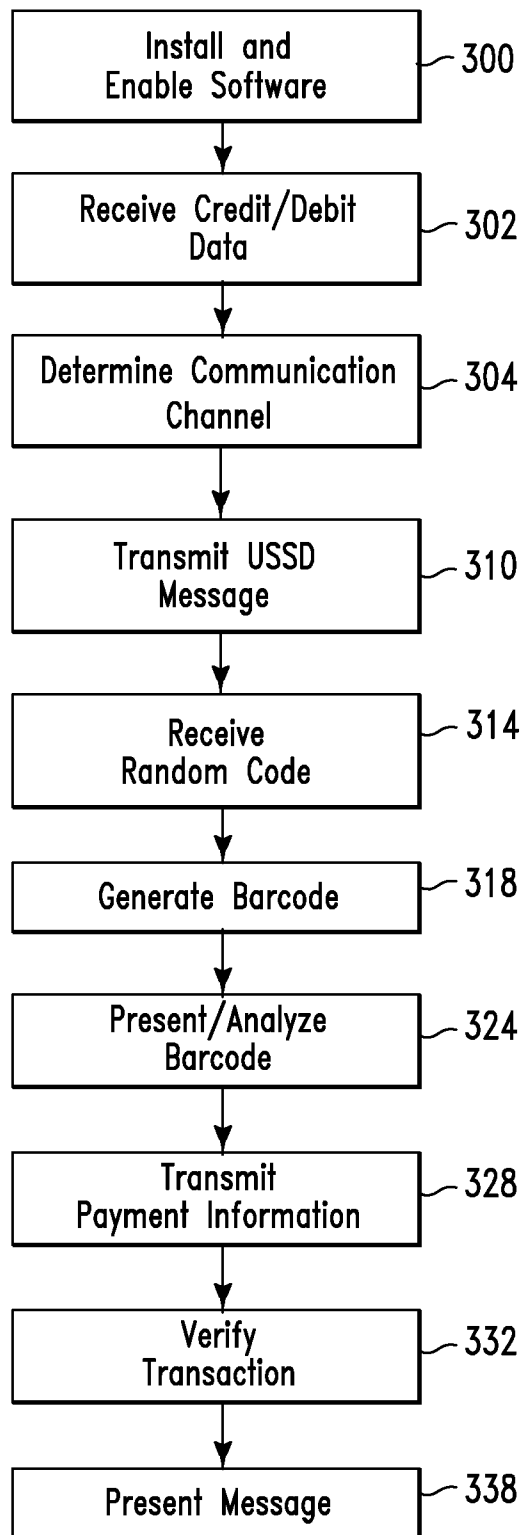 Install and
Enable Software
300
Receive Credit/Debit
Data
302
Determine Communication
Channel
304
Transmit USSD
Message
310
Receive
Random Code
314
Generate Barcode
318
Present/Analyze
Barcode
324
Transmit
Payment Information
328
Verify
Transaction
332
Present Message
338